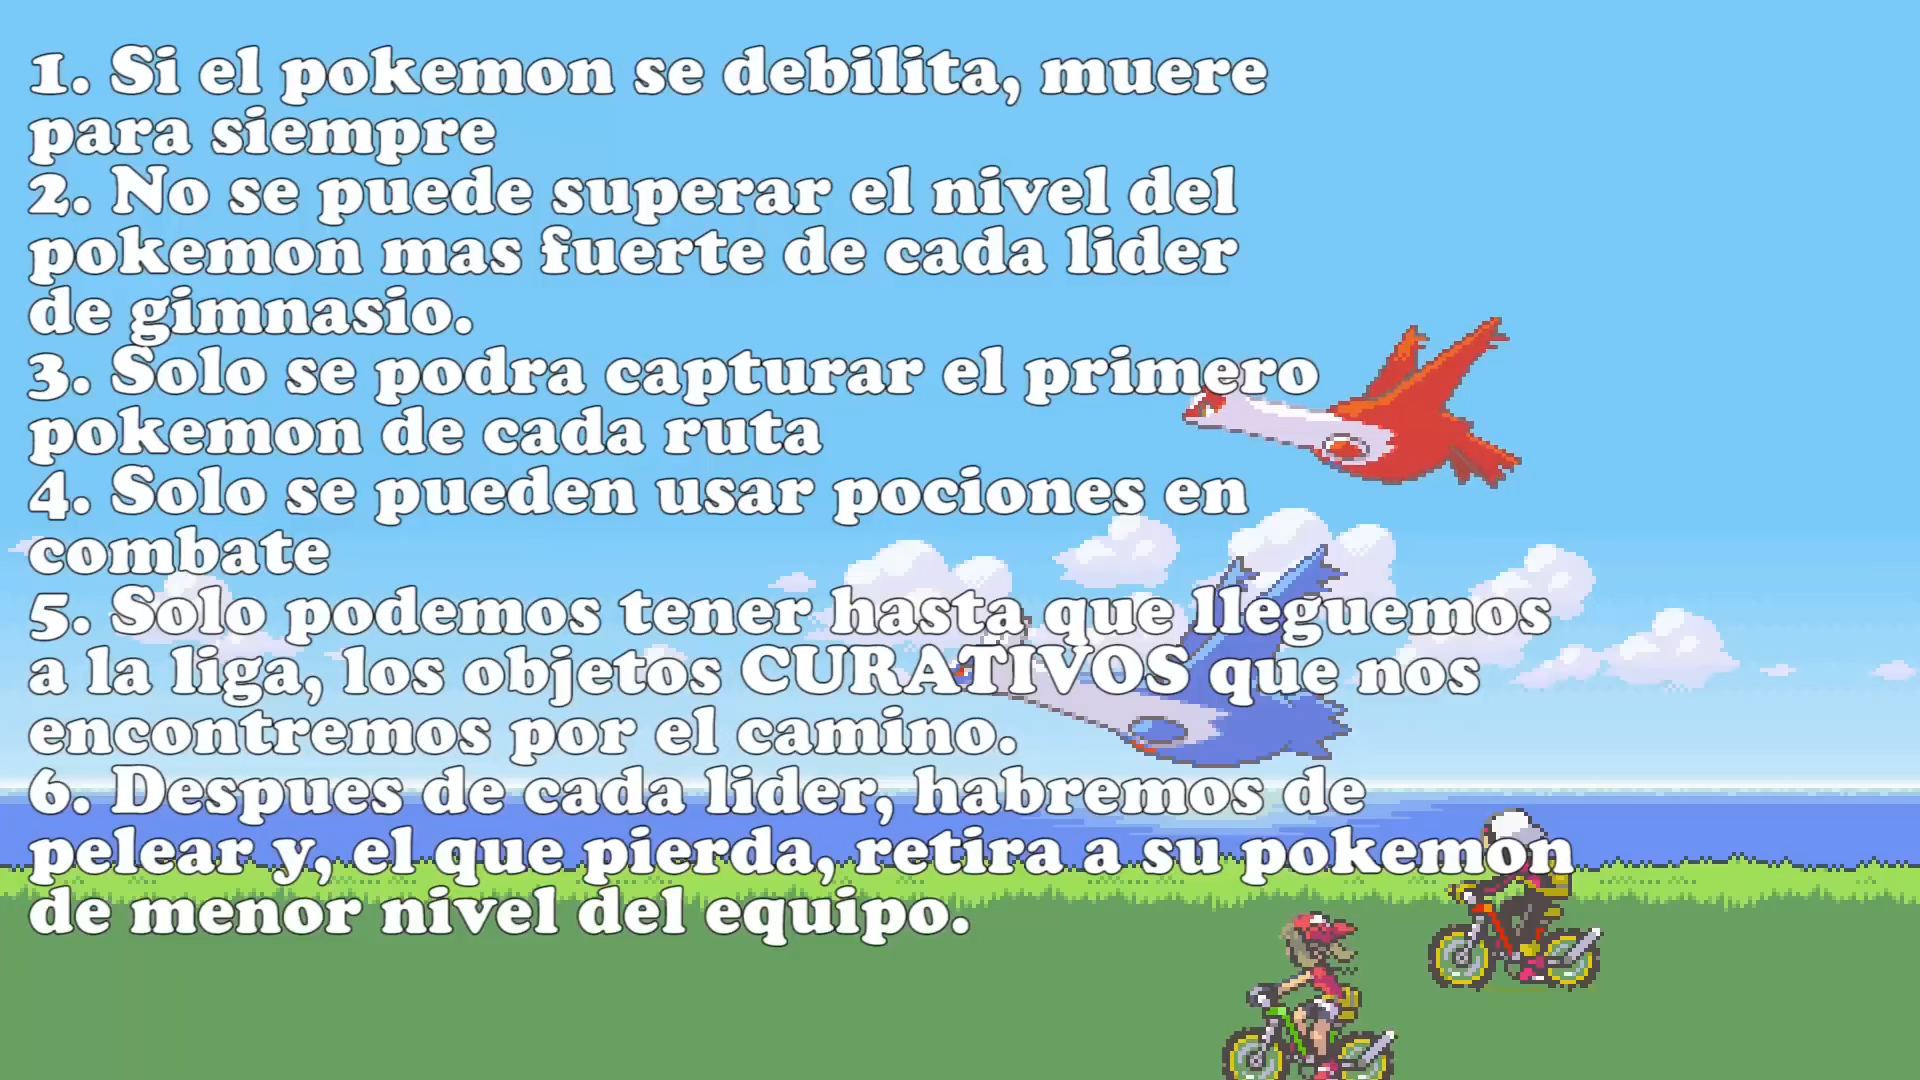 1. Si el pokemon se debilita, muere
para siempre
2. No se puede superar el nivel del
pokemon mas fuerte de cada lider
de gimnasio.
3. Solo se podra capturar el primero
pokemon de cada ruta
4. Solo se pueden usar pociones en
combate
5. Solo podemos tener hasta que lleguemos
a la liga, los objetos CURATIVOS que nos
encontremos por el camino.
6. Despues de cada lider, habremos de
pelear y, el que pierda, retira a su pokemon
de menor nivel del equipo.